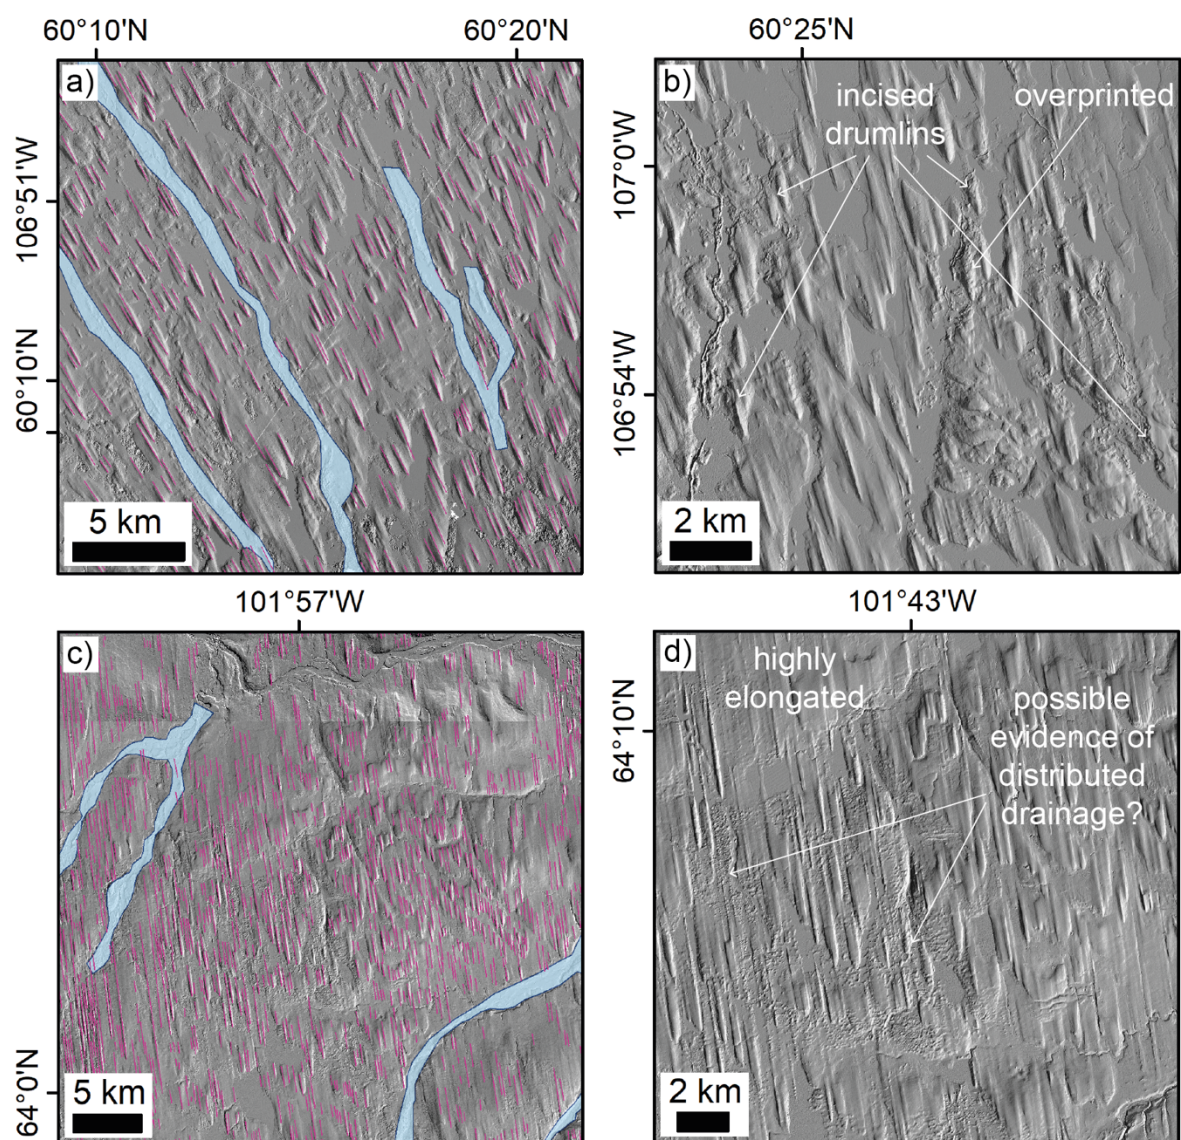 60°10'N
60°20'N
60°25'N
a)
106°51'W
60°10'N
5 km
b)
incised
drumlins
overprinted
107°0'W
106°54'W
2 km
101°57'W
101°43'W
c)
64°0'N
5 km
d)
highly
elongated
possible
evidence of
distributed
drainage?
64°10'N
2 km